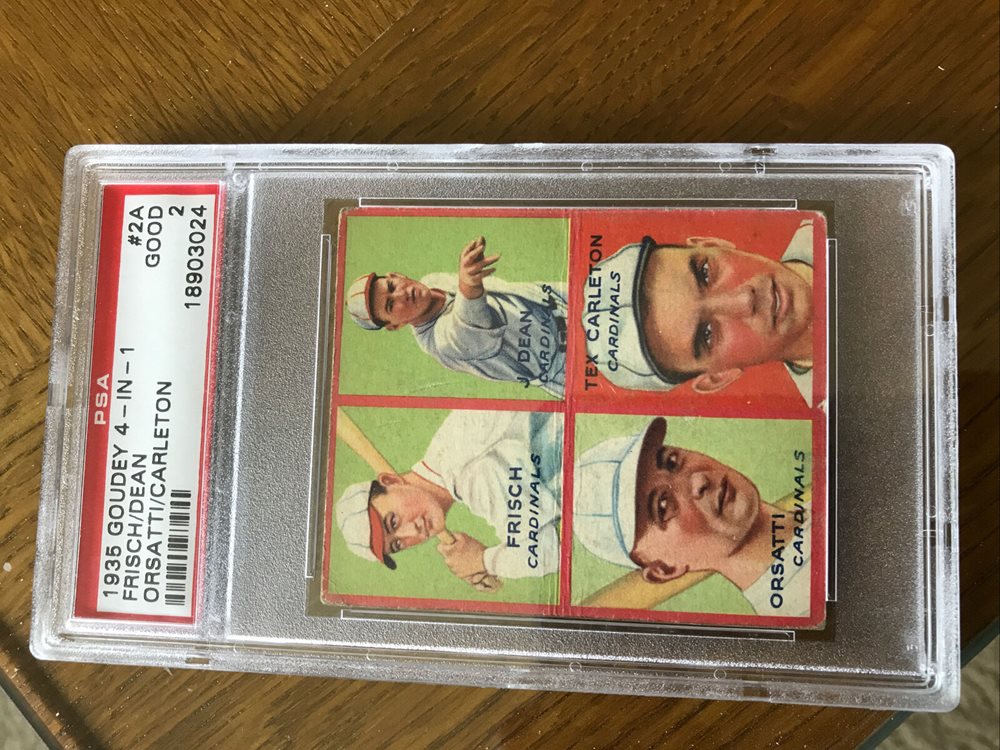 PSA
1935 GOUDEY 4-IN-1 #2A
FRISCH/DEAN GOOD
ORSATTI/CARLETON 2
18903024
FRISCH
CARDINALS
J. DEAN
CARDINALS
ORSATTI
CARDINALS
TEX CARLETON
CARDINALS